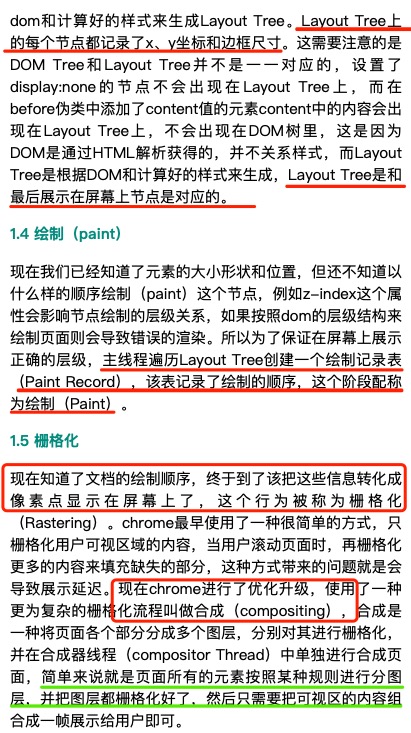 dom和计算好的样式来生成Layout Tree。Layout Tree上
的每个节点都记录了x、y坐标和边框尺寸。这需要注意的是
DOM Tree和Layout Tree并不是一一对应的，设置了
display:none的节点不会出现在Layout Tree上，而在
before伪类中添加了content值的元素content中的内容会出
现在Layout Tree上，不会出现在DOM树里，这是因为
DOM是通过HTML解析获得的，并不关系样式，而Layout
Tree是根据DOM和计算好的样式来生成，Layout Tree是和
最后展示在屏幕上节点是对应的。
1.4 绘制（paint）
现在我们已经知道了元素的大小形状和位置，但还不知道以
什么样的顺序绘制（paint）这个节点，例如z-index这个属
性会影响节点绘制的层级关系，如果按照dom的层级结构来
绘制页面则会导致错误的渲染。所以为了保证在屏幕上展示
正确的层级，主线程遍历Layout Tree创建一个绘制记录表
（Paint Record），该表记录了绘制的顺序，这个阶段配称
为绘制（Paint）。
1.5 栅格化
现在知道了文档的绘制顺序，终于到了该把这些信息转化成
像素点显示在屏幕上了，这个行为被称为栅格化
（Rastering）。chrome最早使用了一种很简单的方式，只
栅格化用户可视区域的内容，当用户滚动页面时，再栅格化
更多的内容来填充缺失的部分，这种方式带来的问题就是会
导致展示延迟。现在chrome进行了优化升级，使用了一种
更为复杂的栅格化流程叫做合成（compositing），合成是
一种将页面各个部分分成多个图层，分别对其进行栅格化，
并在合成器线程（compositor Thread）中单独进行合成页
面，简单来说就是页面所有的元素按照某种规则进行分图
层，并把图层都栅格化好了，然后只需要把可视区的内容组
合成一帧展示给用户即可。